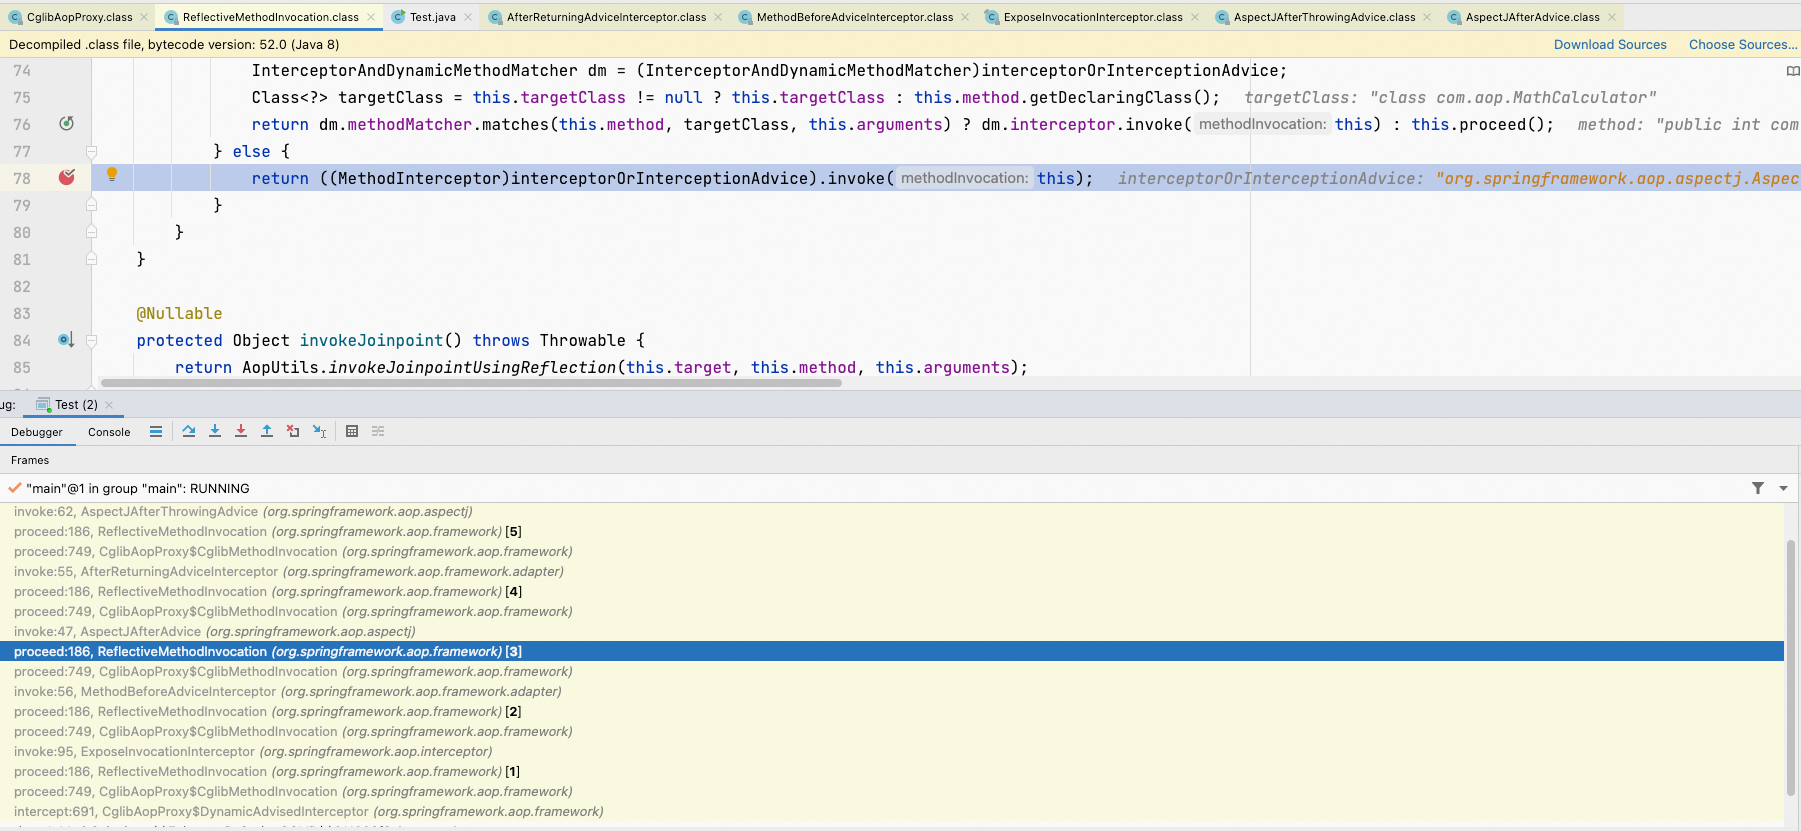 CglibAopProxy.class ReflectiveMethodInvocation.class Test.java AfterReturningAdviceInterceptor.class MethodBeforeAdviceInterceptor.class ExposeInvocationInterceptor.class AspectJAfterThrowingAdvice.class AspectJAfterAdvice.class
Decompiled .class file, bytecode version: 52.0 (Java 8) Download Sources Choose Sources...
74 InterceptorAndDynamicMethodMatcher dm = (InterceptorAndDynamicMethodMatcher)interceptorOrInterceptionAdvice;
75 Class<?> targetClass = this.targetClass != null ? this.targetClass : this.method.getDeclaringClass(); targetClass: "class com.aop.MathCalculator"
76 return dm.methodMatcher.matches(this.method, targetClass, this.arguments) ? dm.interceptor.invoke( methodInvocation: this) : this.proceed(); method: "public int com
77 } else {
78 return ((MethodInterceptor)interceptorOrInterceptionAdvice).invoke( methodInvocation: this); interceptorOrInterceptionAdvice: "org.springframework.aop.aspectj.Aspec
79 }
80 }
81 }
82
83 @Nullable
84 protected Object invokeJoinpoint() throws Throwable {
85 return AopUtils.invokeJoinpointUsingReflection(this.target, this.method, this.arguments);
ug: Test (2)
Debugger Console
Frames
"main"@1 in group "main": RUNNING
invoke:62, AspectJAfterThrowingAdvice (org.springframework.aop.aspectj)
proceed:186, ReflectiveMethodInvocation (org.springframework.aop.framework) [5]
proceed:749, CglibAopProxy$CglibMethodInvocation (org.springframework.aop.framework)
invoke:55, AfterReturningAdviceInterceptor (org.springframework.aop.framework.adapter)
proceed:186, ReflectiveMethodInvocation (org.springframework.aop.framework) [4]
proceed:749, CglibAopProxy$CglibMethodInvocation (org.springframework.aop.framework)
invoke:47, AspectJAfterAdvice (org.springframework.aop.aspectj)
proceed:186, ReflectiveMethodInvocation (org.springframework.aop.framework) [3]
proceed:749, CglibAopProxy$CglibMethodInvocation (org.springframework.aop.framework)
invoke:56, MethodBeforeAdviceInterceptor (org.springframework.aop.framework.adapter)
proceed:186, ReflectiveMethodInvocation (org.springframework.aop.framework) [2]
proceed:749, CglibAopProxy$CglibMethodInvocation (org.springframework.aop.framework)
invoke:95, ExposeInvocationInterceptor (org.springframework.aop.interceptor)
proceed:186, ReflectiveMethodInvocation (org.springframework.aop.framework) [1]
proceed:749, CglibAopProxy$CglibMethodInvocation (org.springframework.aop.framework)
intercept:691, CglibAopProxy$DynamicAdvisedInterceptor (org.springframework.aop.framework)